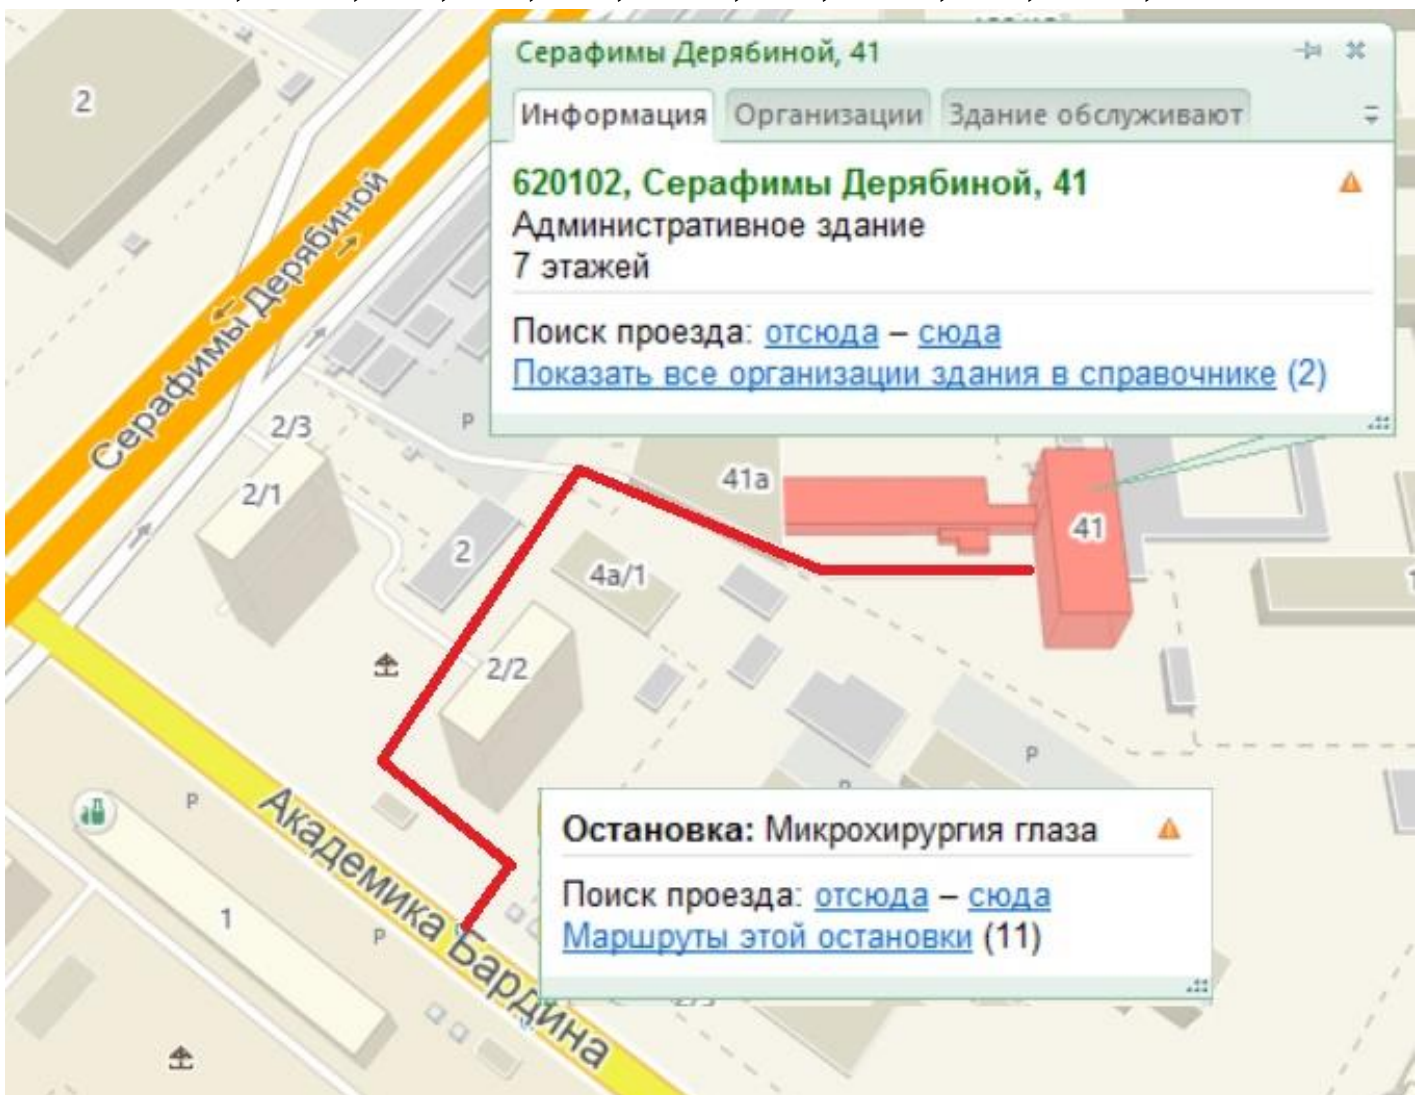 Серафимы Дерябиной, 41
Информация Организации Здание обслуживают
620102, Серафимы Дерябиной, 41
Административное здание
7 этажей
Поиск проезда: отсюда – сюда
Показать все организации здания в справочнике (2)
2
Серафимы Дерябиной
2/3
P
2/1
41а
41
2
4а/1
2/2
P
P
Академика Бардина
1
P
Остановка: Микрохирургия глаза
Поиск проезда: отсюда – сюда
Маршруты этой остановки (11)